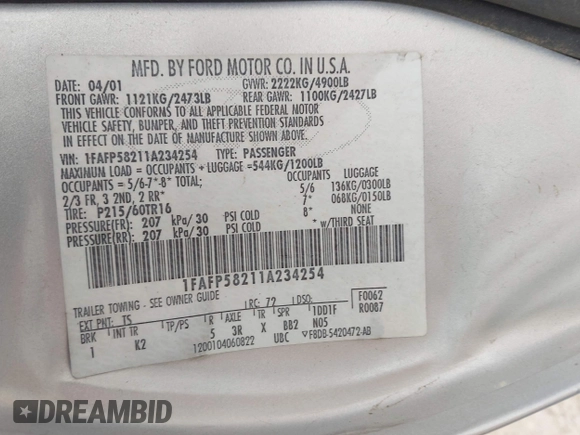 MFD. BY FORD MOTOR CO. IN U.S.A.
DATE: 04/01 GVWR: 2222KG/4900LB
FRONT GAWR: 1121KG/2473LB REAR GAWR: 1100KG/2427LB
THIS VEHICLE CONFORMS TO ALL APPLICABLE FEDERAL MOTOR
VEHICLE SAFETY, BUMPER, AND THEFT PREVENTION STANDARDS
IN EFFECT ON THE DATE OF MANUFACTURE SHOWN ABOVE.
VIN: 1FAFP58211A234254 TYPE: PASSENGER
MAXIMUM LOAD = OCCUPANTS + LUGGAGE =544KG/1200LB
OCCUPANTS = 5/6-7*-8* TOTAL; OCCUPANTS LUGGAGE
2/3 FR, 3 2ND, 2 RR* 5/6 136KG/0300LB
TIRE: P215/60TR16 7* 068KG/0150LB
PRESSURE(FR) 207 kPa/30 PSI COLD 8* NONE
PRESSURE(RR) 207 kPa/30 PSI COLD * w/THIRD SEAT
1FAFP58211A234254
TRAILER TOWING - SEE OWNER GUIDE
EXT PNT: TS RC: 72 DSO: F0062
BRK INT TR TP/PS R AXLE TR SPR 1DD1F R0087
1 K2 5 3R X BB2 N05
1200104060822 UBC F8DB-5420472-AB
DREAMBID